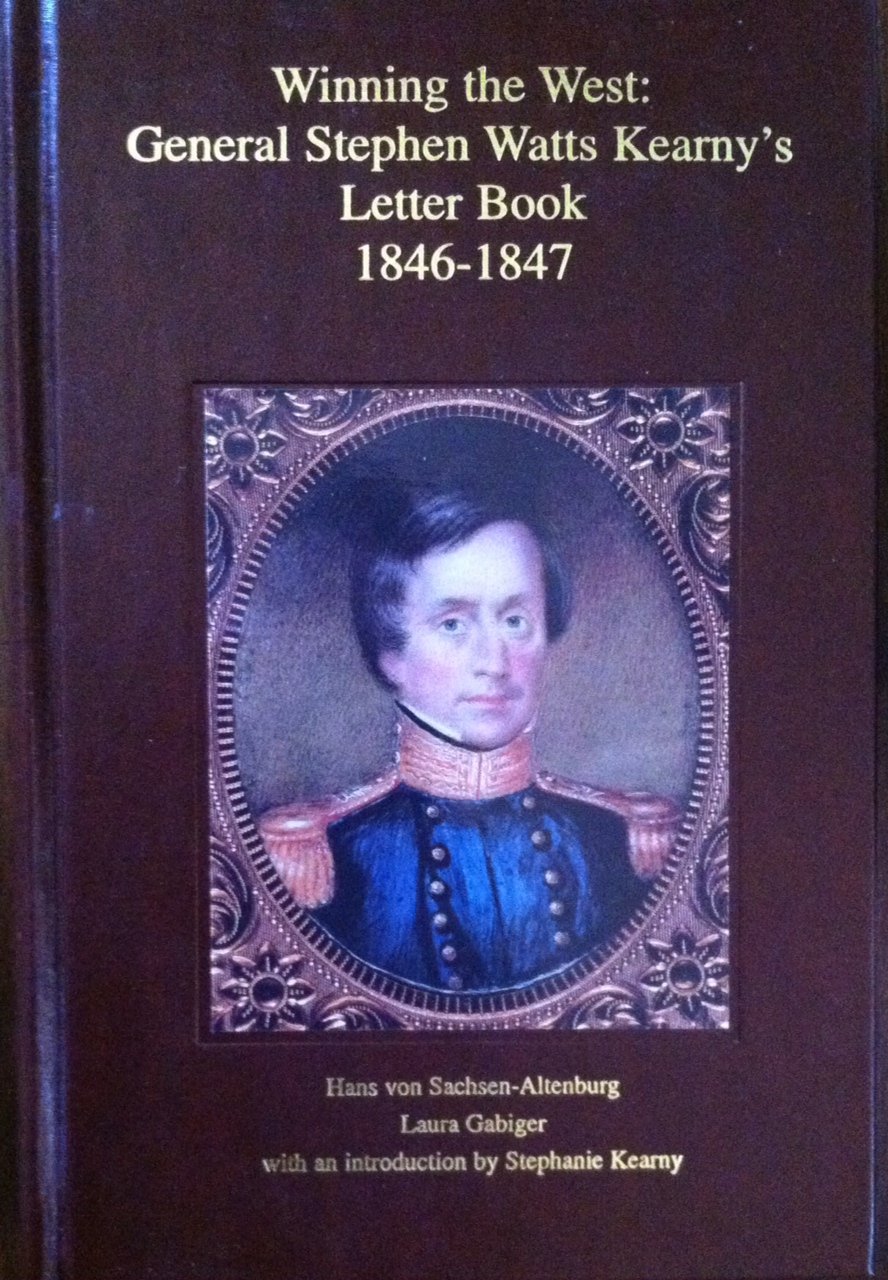 Winning the West:
General Stephen Watts Kearny's
Letter Book
1846-1847
Hans von Sachsen-Altenburg
Laura Gabiger
with an introduction by Stephanie Kearny